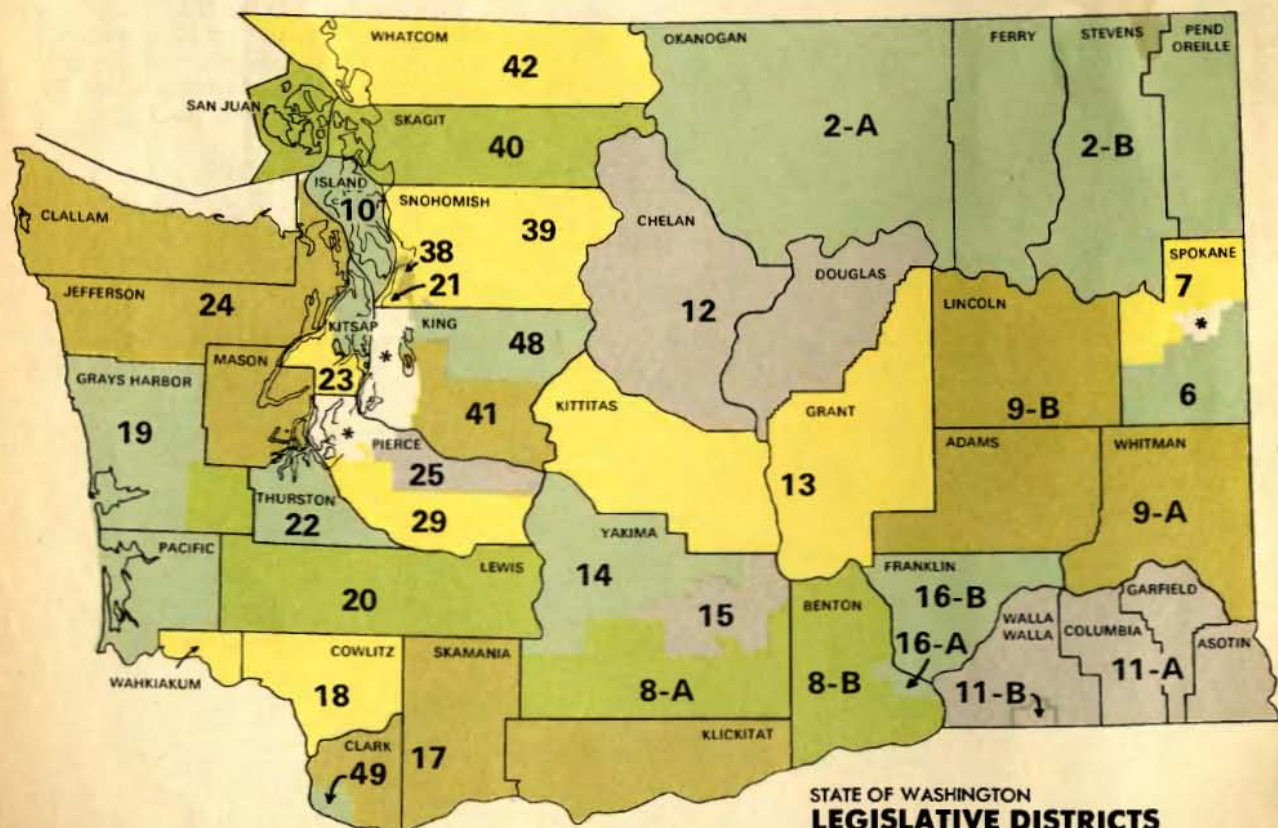 WHATCOM
42
OKANOGAN
FERRY
STEVENS
PEND
OREILLE
SAN JUAN
SKAGIT
40
2-A
2-B
ISLAND
10
SNOHOMISH
39
CLALLAM
38
21
CHELAN
DOUGLAS
SPOKANE
7
*
JEFFERSON
24
KITSAP
KING
48
12
LINCOLN
9-B
6
*
GRAYS HARBOR
19
MASON
23
41
KITTITAS
GRANT
13
ADAMS
WHITMAN
9-A
*
PIERCE
25
THURSTON
22
29
YAKIMA
14
PACIFIC
LEWIS
20
15
BENTON
FRANKLIN
16-B
16-A
WALLA
WALLA
COLUMBIA
GARFIELD
11-A
ASOTIN
WAHKIAKUM
COWLITZ
18
SKAMANIA
8-A
8-B
11-B
CLARK
49
17
KLICKITAT
STATE OF WASHINGTON
LEGISLATIVE DISTRICTS